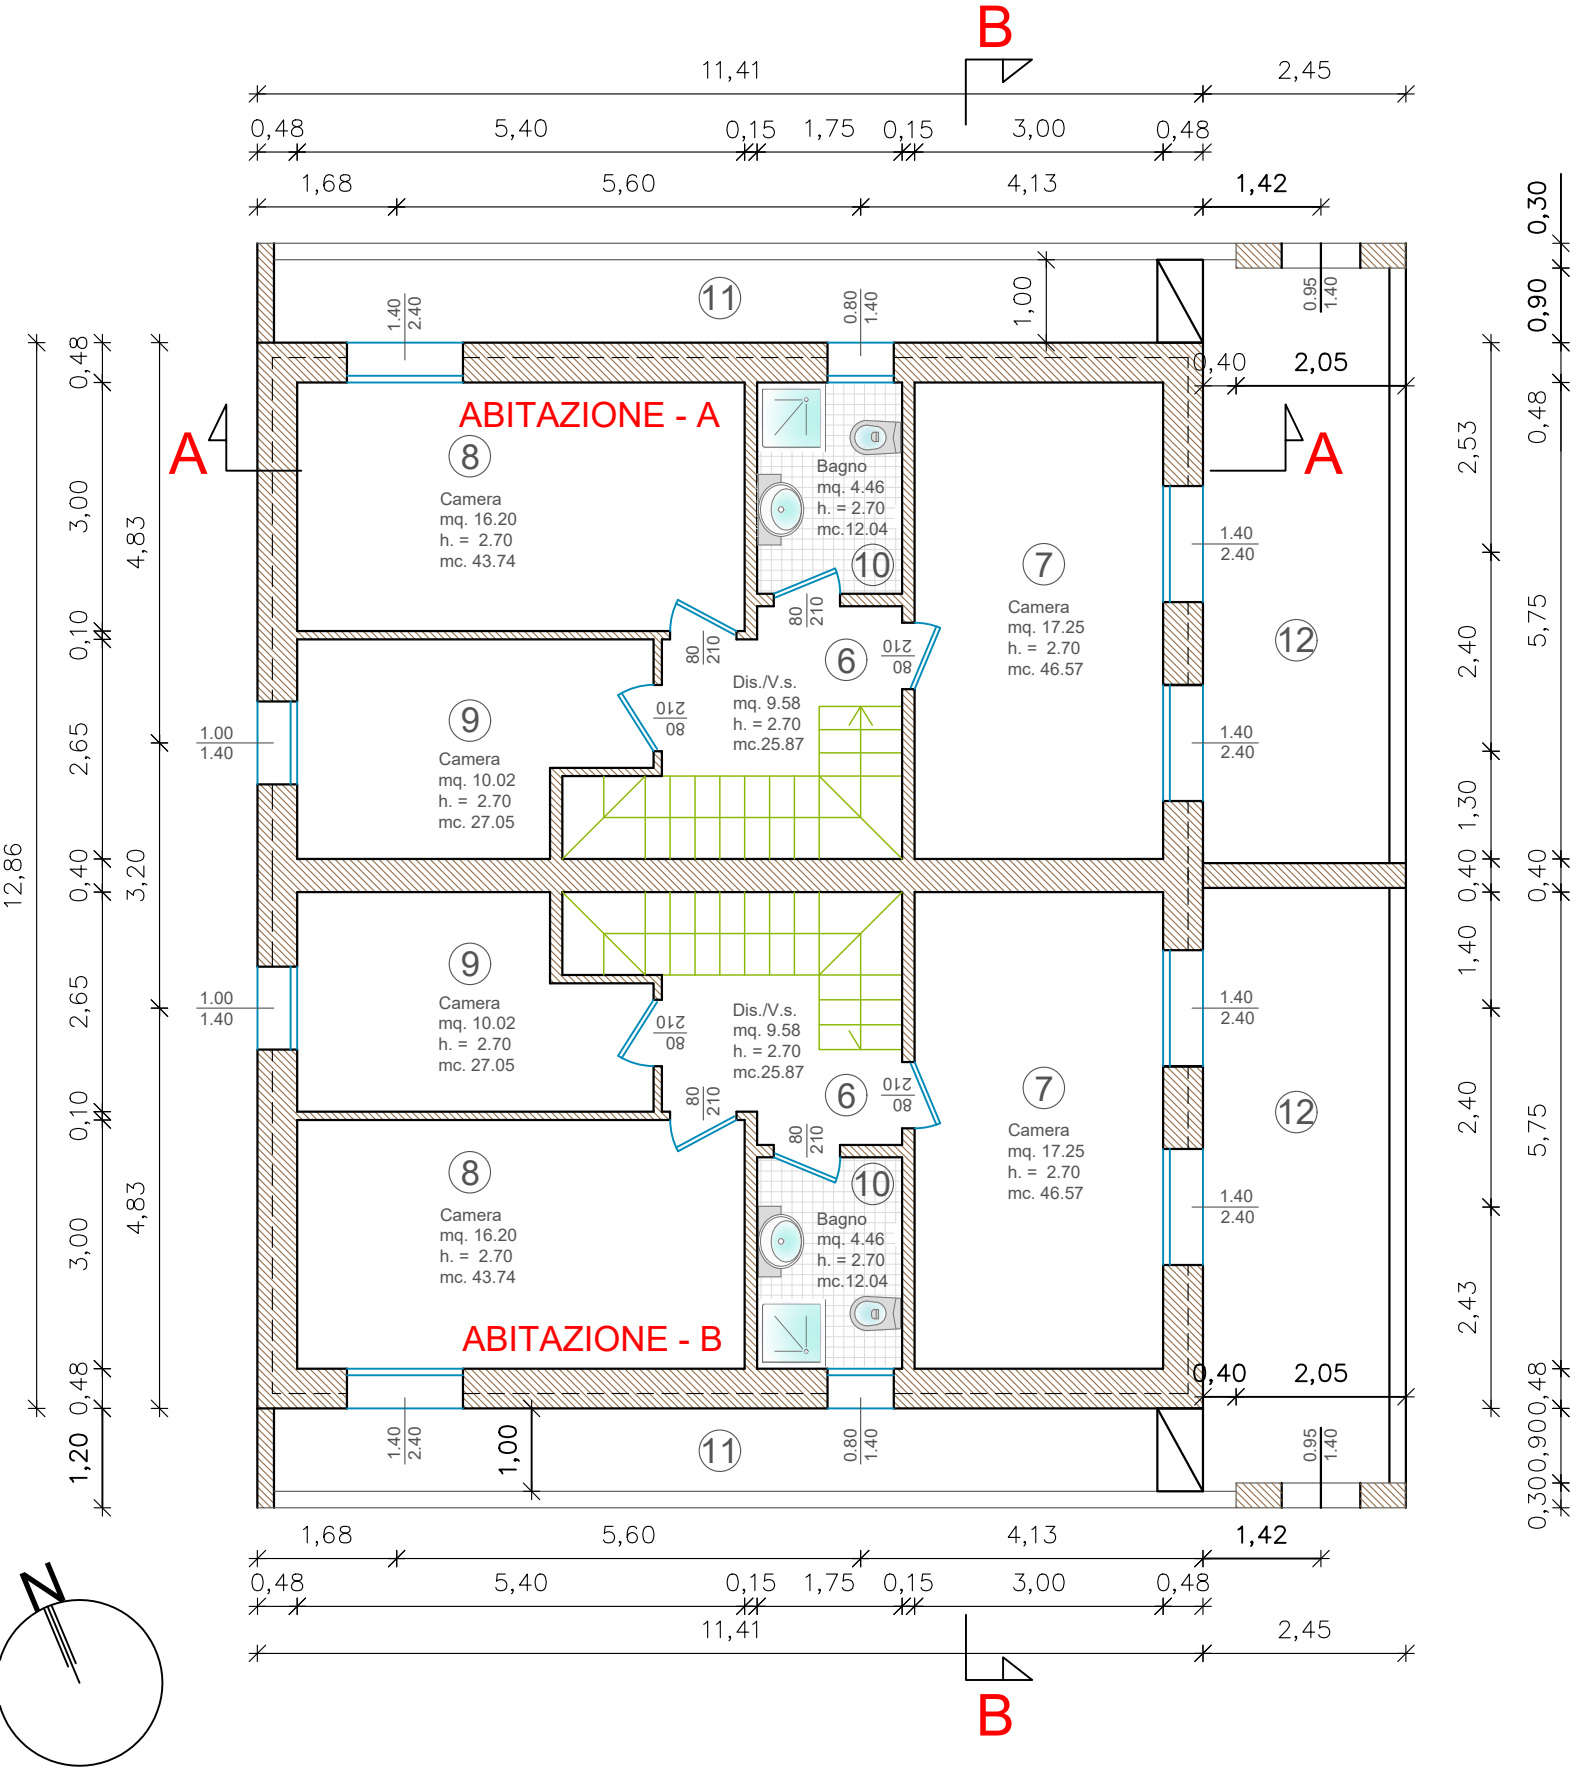 B
11,41
2,45
0,48
5,40
0,15
1,75
0,15
3,00
0,48
1,68
5,60
4,13
1,42
0,30
0,90
0,48
5,75
0,40
5,75
0,48
0,90
0,30
11
1.40
2.40
0.80
1.40
1,00
0.95
1.40
0,40
2,05
12,86
0,48
3,00
0,10
2,65
0,40
2,65
0,10
3,00
0,48
1,20
4,83
3,20
4,83
2,53
2,40
1,30
0,40
1,40
2,40
2,43
A
A
ABITAZIONE - A
8
Camera
mq. 16.20
h. = 2.70
mc. 43.74
Bagno
mq. 4.46
h. = 2.70
mc.12.04
10
7
Camera
mq. 17.25
h. = 2.70
mc. 46.57
1.40
2.40
80
210
80
210
6
80
210
12
9
Camera
mq. 10.02
h. = 2.70
mc. 27.05
80
210
Dis./V.s.
mq. 9.58
h. = 2.70
mc.25.87
1.00
1.40
1.40
2.40
9
Camera
mq. 10.02
h. = 2.70
mc. 27.05
80
210
Dis./V.s.
mq. 9.58
h. = 2.70
mc.25.87
1.00
1.40
1.40
2.40
80
210
80
210
6
80
210
7
Camera
mq. 17.25
h. = 2.70
mc. 46.57
12
8
Camera
mq. 16.20
h. = 2.70
mc. 43.74
10
Bagno
mq. 4.46
h. = 2.70
mc.12.04
1.40
2.40
ABITAZIONE - B
0,40
2,05
1.40
2.40
1,00
11
0.80
1.40
0.95
1.40
1,68
5,60
4,13
1,42
0,48
5,40
0,15
1,75
0,15
3,00
0,48
11,41
2,45
N
B